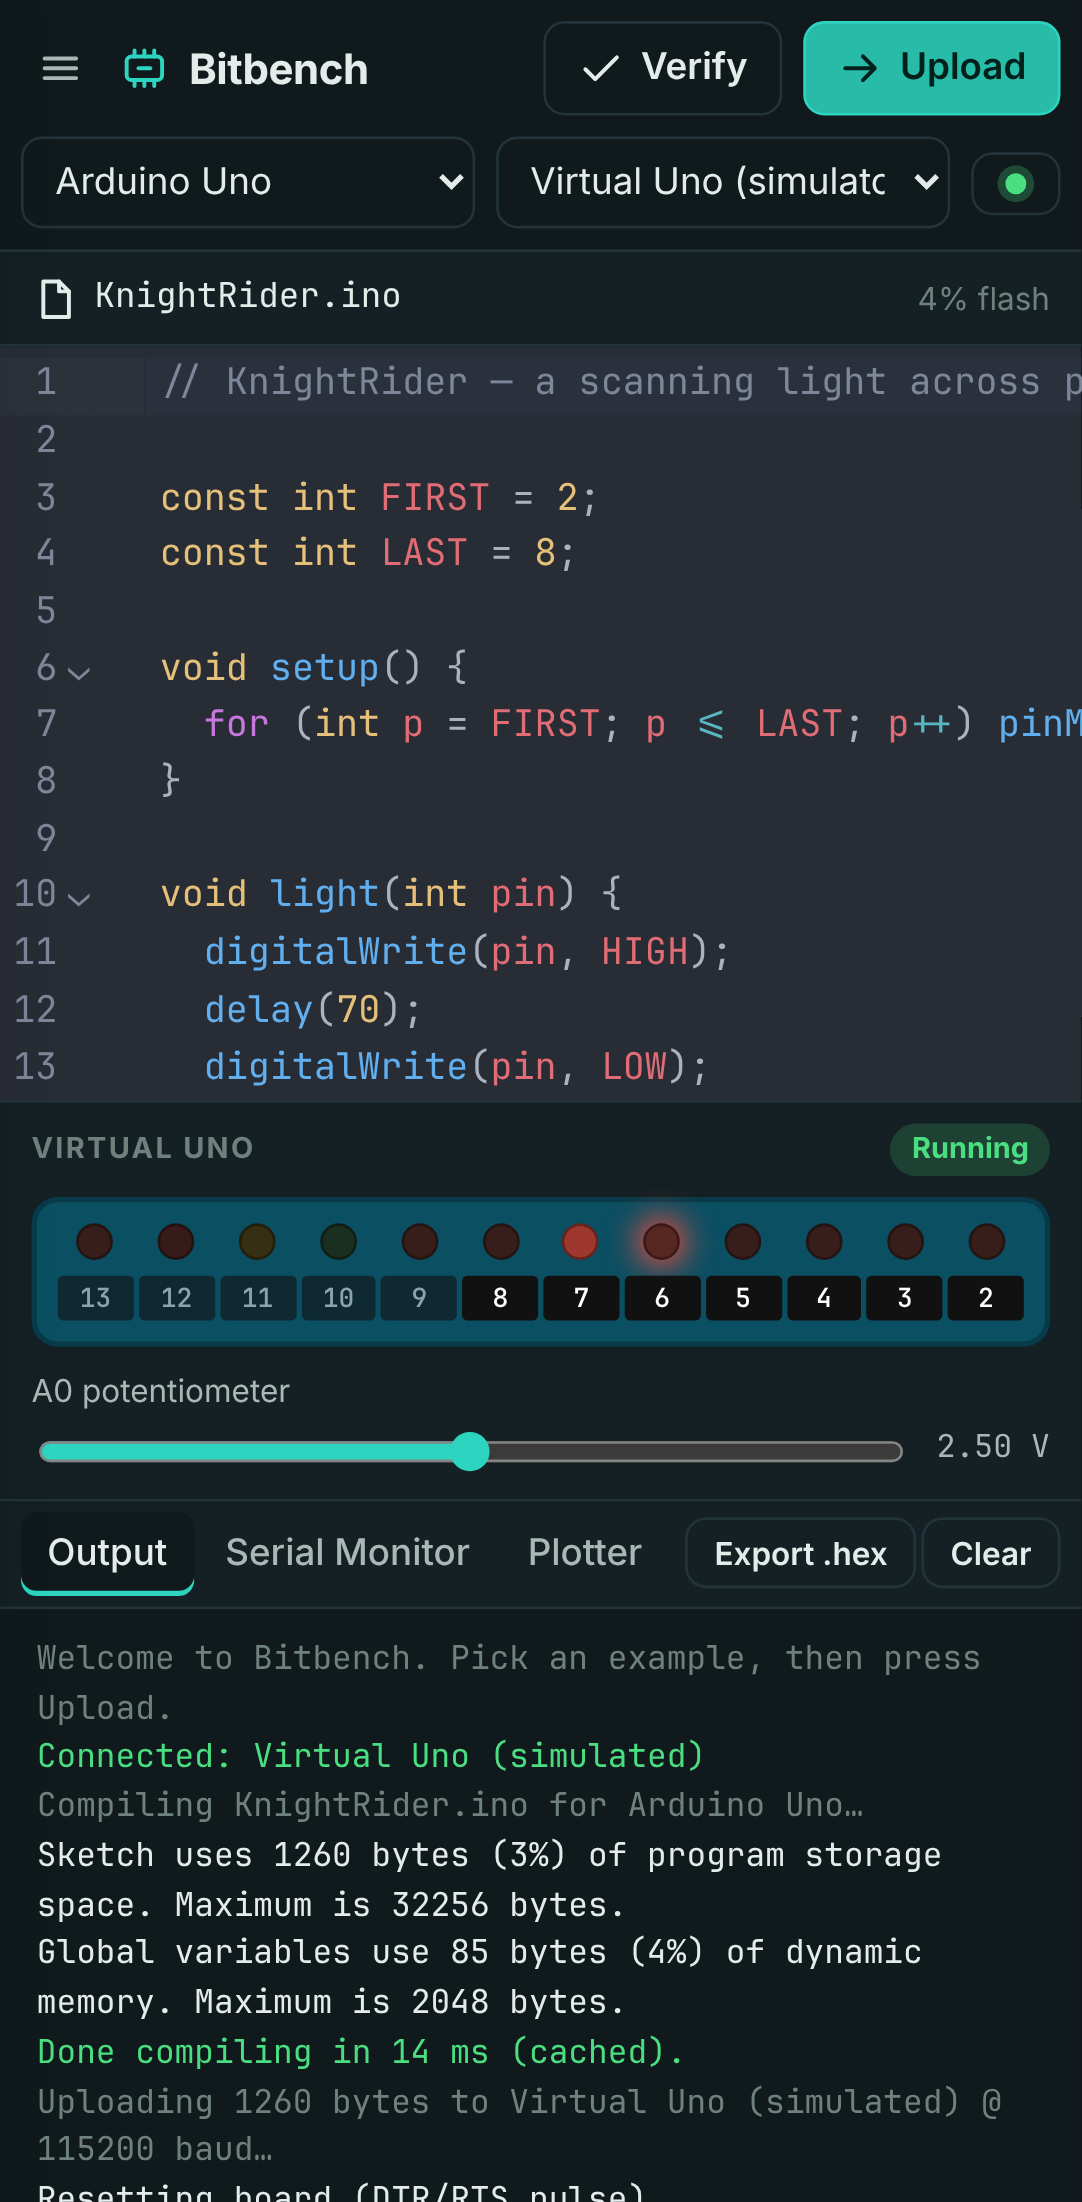 Bitbench
Verify
Upload
Arduino Uno
Virtual Uno (simulato
KnightRider.ino
4% flash
1 // KnightRider — a scanning light across p
2
3 const int FIRST = 2;
4 const int LAST = 8;
5
6 void setup() {
7 for (int p = FIRST; p <= LAST; p++) pinM
8 }
9
10 void light(int pin) {
11 digitalWrite(pin, HIGH);
12 delay(70);
13 digitalWrite(pin, LOW);
VIRTUAL UNO
Running
13 12 11 10 9 8 7 6 5 4 3 2
A0 potentiometer
2.50 V
Output Serial Monitor Plotter Export .hex Clear
Welcome to Bitbench. Pick an example, then press
Upload.
Connected: Virtual Uno (simulated)
Compiling KnightRider.ino for Arduino Uno…
Sketch uses 1260 bytes (3%) of program storage
space. Maximum is 32256 bytes.
Global variables use 85 bytes (4%) of dynamic
memory. Maximum is 2048 bytes.
Done compiling in 14 ms (cached).
Uploading 1260 bytes to Virtual Uno (simulated) @
115200 baud…
Resetting board (DTR/RTS pulse)